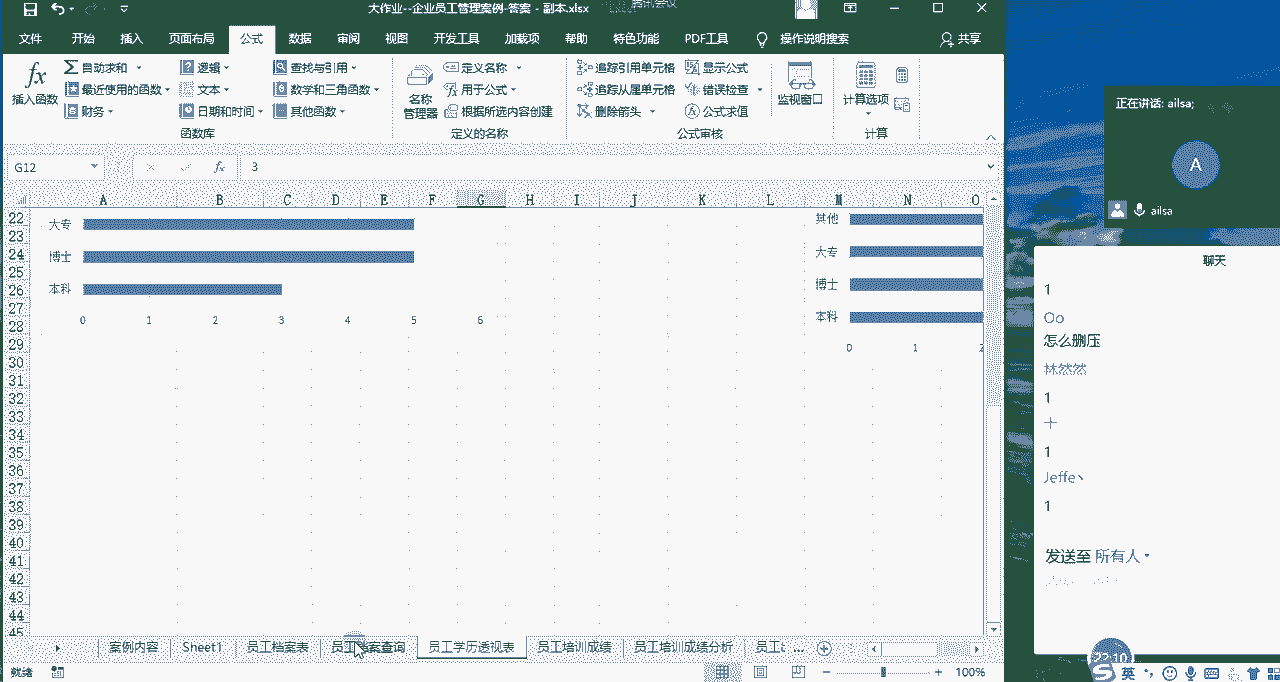 大作业--企业员工管理案例-答案 - 副本.xlsx
腾讯会议
文件 开始 插入 页面布局 公式 数据 审阅 视图 开发工具 加载项 帮助 特色功能 PDF工具 操作说明搜索 共享
fx 插入函数
自动求和 逻辑 查找与引用
最近使用的函数 文本 数学和三角函数
财务 日期和时间 其他函数
函数库
名称管理器
定义名称
用于公式
根据所选内容创建
定义的名称
追踪引用单元格 显示公式
追踪从属单元格 错误检查
删除箭头 公式求值
公式审核
监视窗口
计算选项
计算
G12 fx 3
A B C D E F G H I J K L M N O
22
23
24
25
26
27
28
29
30
31
32
33
34
35
36
37
38
39
40
41
42
43
44
45
大专
博士
本科
0 1 2 3 4 5 6
其他
大专
博士
本科
0 1 2
案例内容 Sheet1 员工档案表 员工档案查询 员工学历透视表 员工培训成绩 员工培训成绩分析 员工 ...
就绪
100%
正在讲话: ailsa;
A
ailsa
聊天
1
Oo
怎么删压
林然然
1
十
1
Jeffe丶
1
发送至 所有人
22:10
英